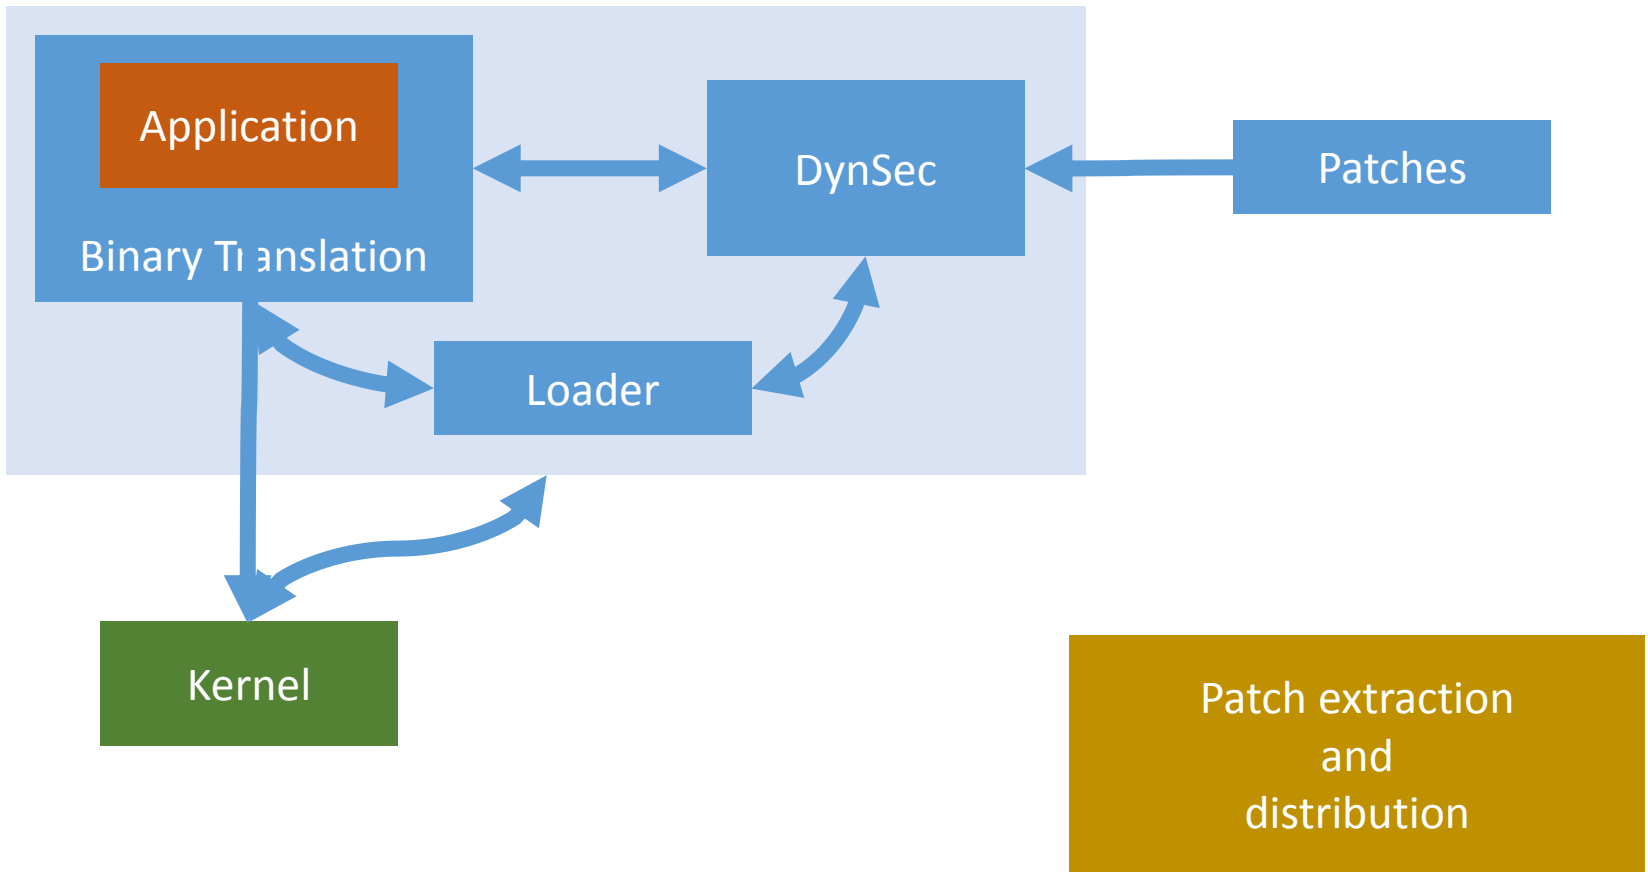 Application
Binary Translation
DynSec
Patches
Loader
Kernel
Patch extraction
and
distribution